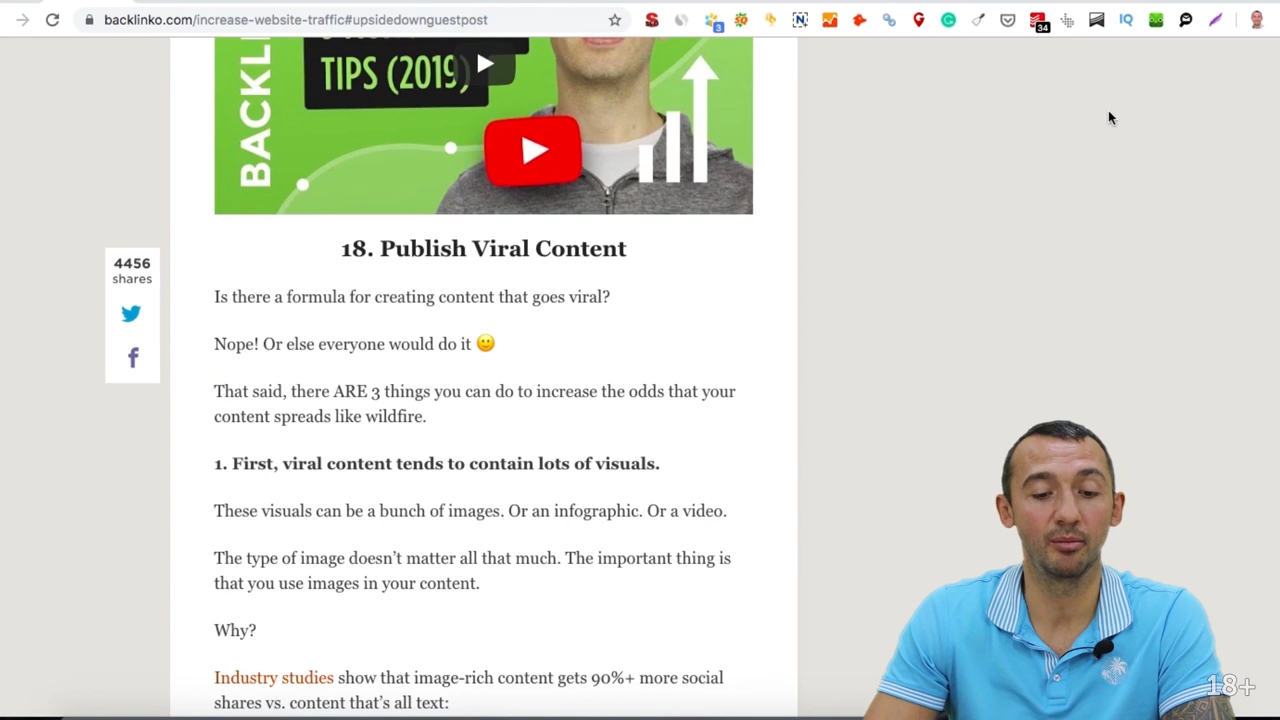 backlinko.com/increase-website-traffic#upsidedownguestpost
3
34
IQ
BACKL
TIPS (2019)
18. Publish Viral Content
4456
shares
Is there a formula for creating content that goes viral?
Nope! Or else everyone would do it 🙂
That said, there ARE 3 things you can do to increase the odds that your
content spreads like wildfire.
1. First, viral content tends to contain lots of visuals.
These visuals can be a bunch of images. Or an infographic. Or a video.
The type of image doesn’t matter all that much. The important thing is
that you use images in your content.
Why?
Industry studies show that image-rich content gets 90%+ more social
shares vs. content that’s all text:
18+